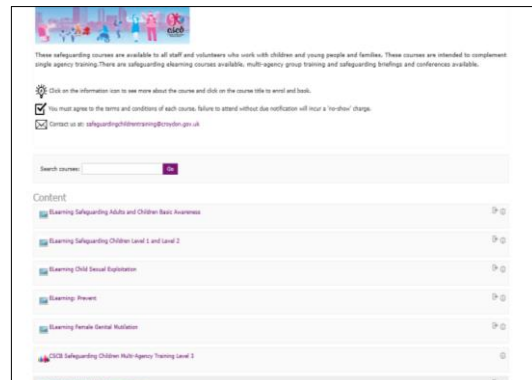 CSCB
These safeguarding courses are available to all staff and volunteers who work with children and young people and families. These courses are intended to complement
single agency training.There are safeguarding elearning courses available, multi-agency group training and safeguarding briefings and conferences available.
Click on the information icon to see more about the course and click on the course title to enrol and book.
You must agree to the terms and conditions of each course, failure to attend without due notification will incur a 'no-show' charge.
Contact us at: safeguardingchildrentraining@croydon.gov.uk
Search courses: Go
Content
ELearning Safeguarding Adults and Children Basic Awareness
ELearning Safeguarding Children Level 1 and Level 2
ELearning Child Sexual Exploitation
ELearning: Prevent
ELearning Female Genital Mutilation
CSCB Safeguarding Children Multi-Agency Training Level 3